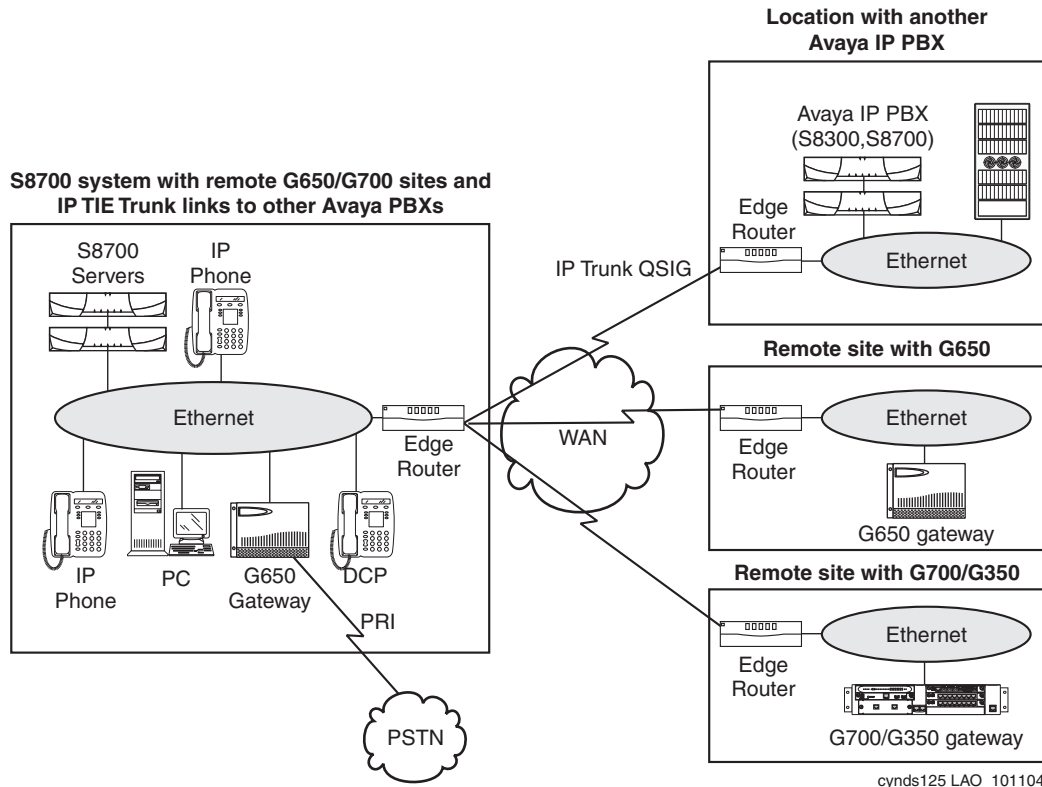 Location with another
Avaya IP PBX
Avaya IP PBX
(S8300,S8700)
Edge
Router
Ethernet
S8700 system with remote G650/G700 sites and
IP TIE Trunk links to other Avaya PBXs
S8700
Servers
IP
Phone
Ethernet
Edge
Router
IP
Phone
PC
G650
Gateway
DCP
PRI
PSTN
IP Trunk QSIG
WAN
Remote site with G650
Edge
Router
Ethernet
G650 gateway
Remote site with G700/G350
Edge
Router
Ethernet
G700/G350 gateway
cynds125 LAO 101104